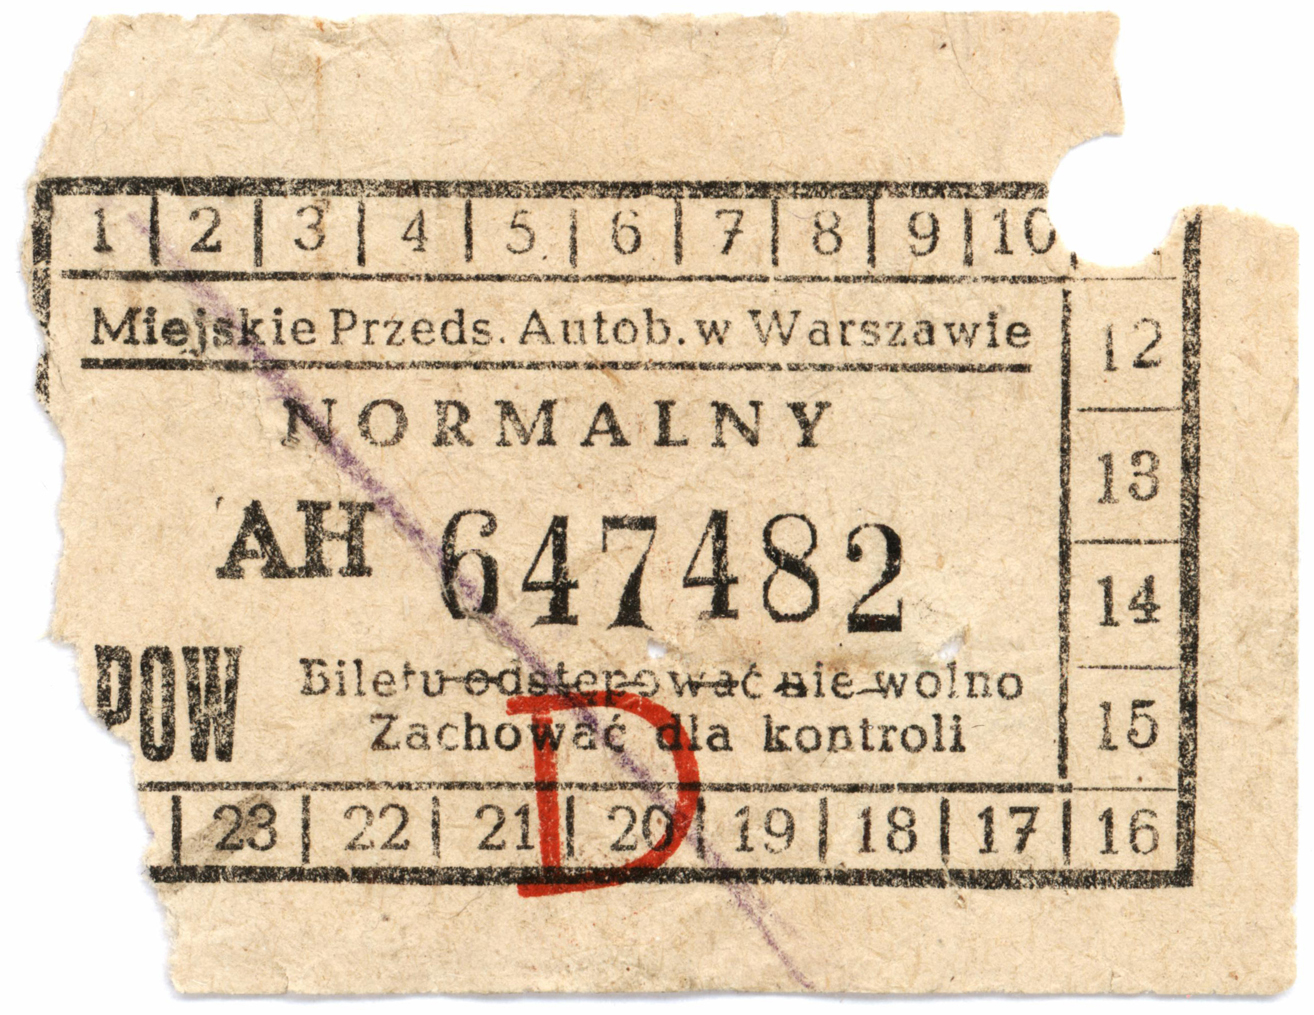 1 2 3 4 5 6 7 8 9 10
Miejskie Przeds. Autob. w Warszawie
12
NORMALNY
13
AH 647482
14
POW
Biletu odstępować nie wolno
Zachować dla kontroli
15
D
23 22 21 20 19 18 17 16